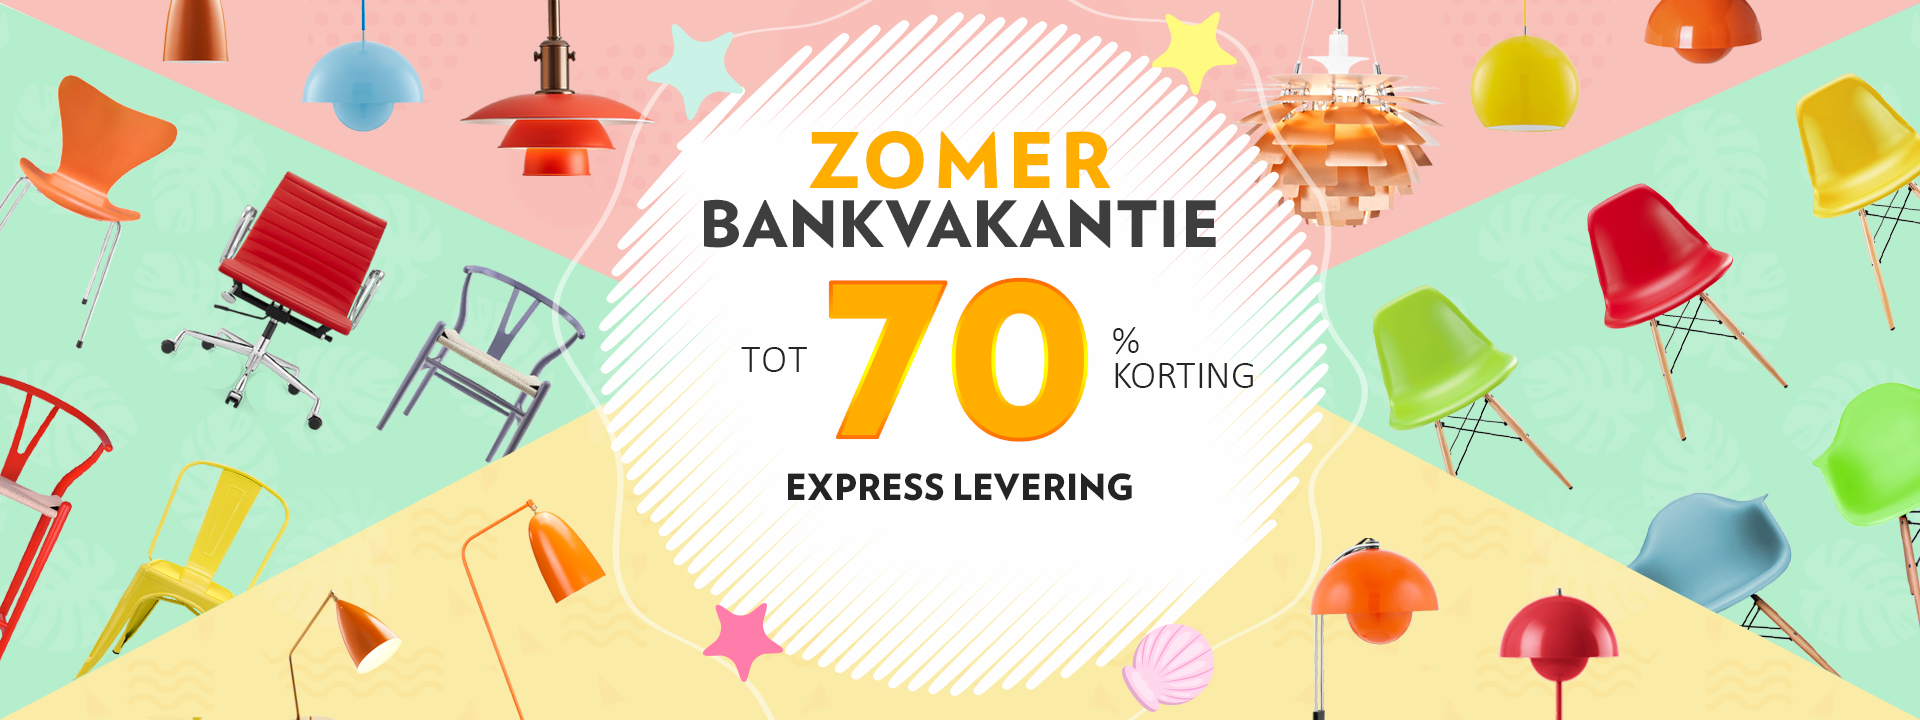 ZOMER
BANKVAKANTIE
TOT 70 % KORTING
EXPRESS LEVERING